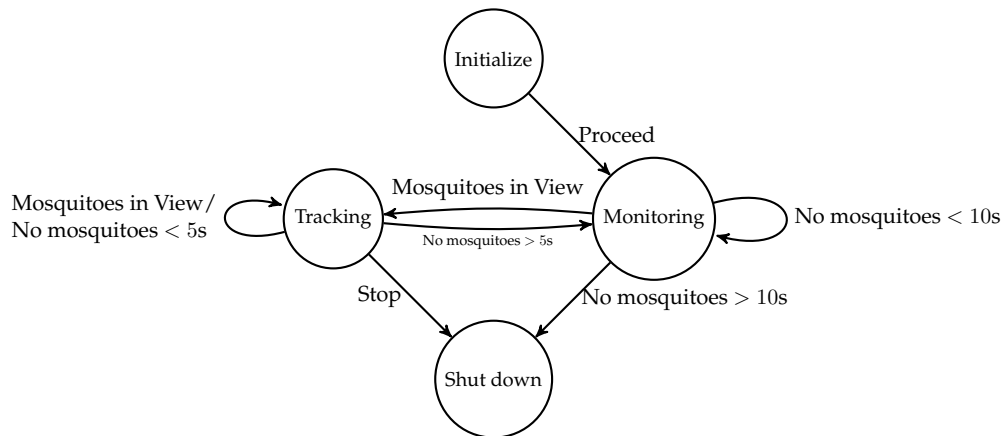 Initialize
Proceed
Mosquitoes in View/
No mosquitoes < 5s
Tracking
Mosquitoes in View
No mosquitoes > 5s
Monitoring
No mosquitoes < 10s
Stop
No mosquitoes > 10s
Shut down